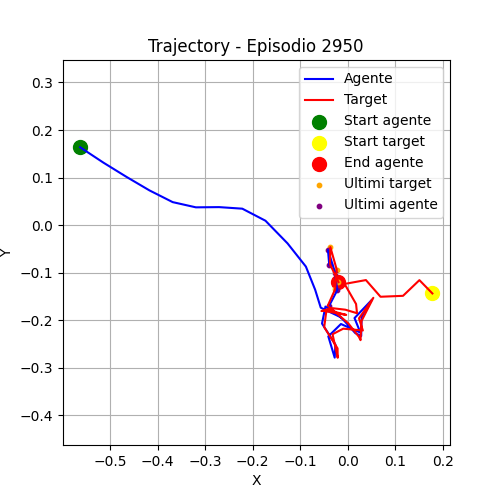 Trajectory - Episodio 2950
Agente
Target
Start agente
Start target
End agente
Ultimi target
Ultimi agente
0.3
0.2
0.1
0.0
−0.1
−0.2
−0.3
−0.4
Y
−0.5
−0.4
−0.3
−0.2
−0.1
0.0
0.1
0.2
X